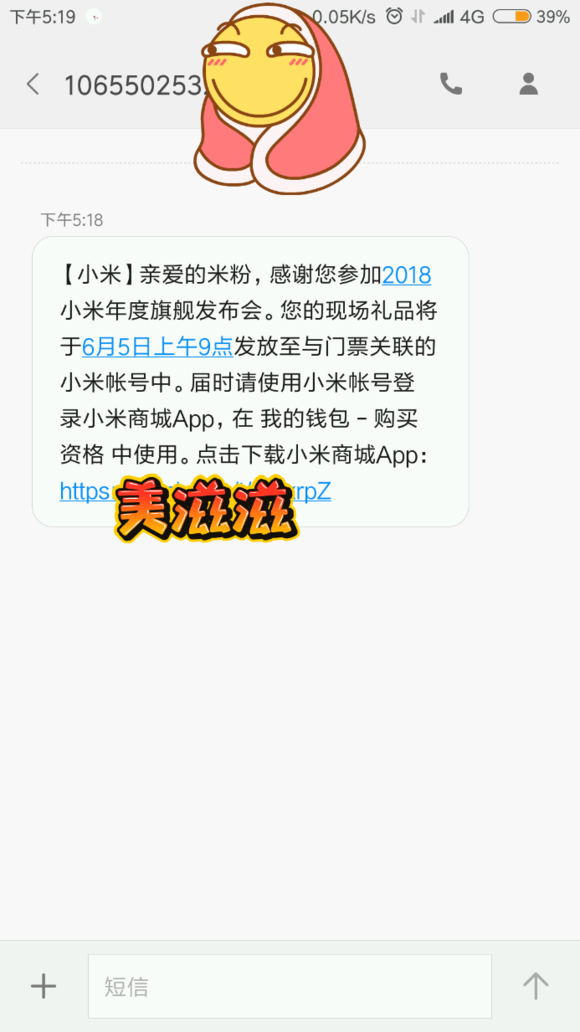 下午5:19
0.05K/s
4G
39%
106550253
下午5:18
【小米】亲爱的米粉，感谢您参加2018
小米年度旗舰发布会。您的现场礼品将
于6月5日上午9点发放至与门票关联的
小米帐号中。届时请使用小米帐号登
录小米商城App，在 我的钱包 - 购买
资格 中使用。点击下载小米商城App：
https
rpZ
美滋滋
短信